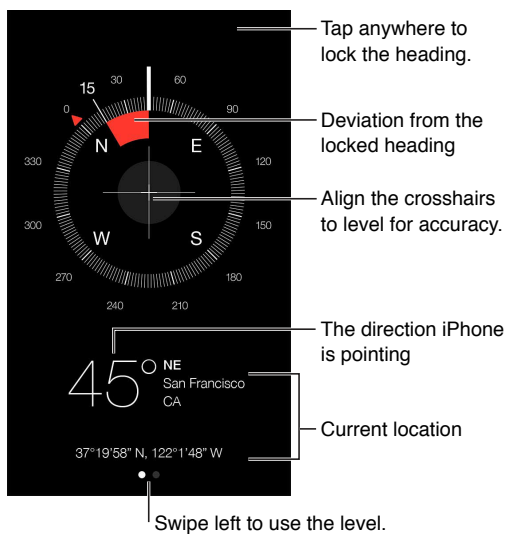 Tap anywhere to
lock the heading.
15
30
60
0
90
Deviation from the
locked heading
N
E
330
120
Align the crosshairs
to level for accuracy.
300
150
W
S
270
180
240
210
The direction iPhone
is pointing
45° NE
San Francisco
CA
Current location
37°19'58" N, 122°1'48" W
Swipe left to use the level.